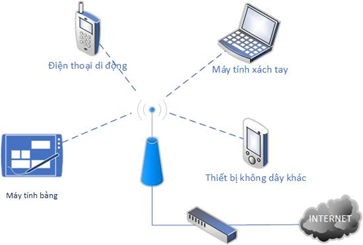 Điện thoại di động
Máy tính xách tay
Máy tính bảng
Thiết bị không dây khác
INTERNET